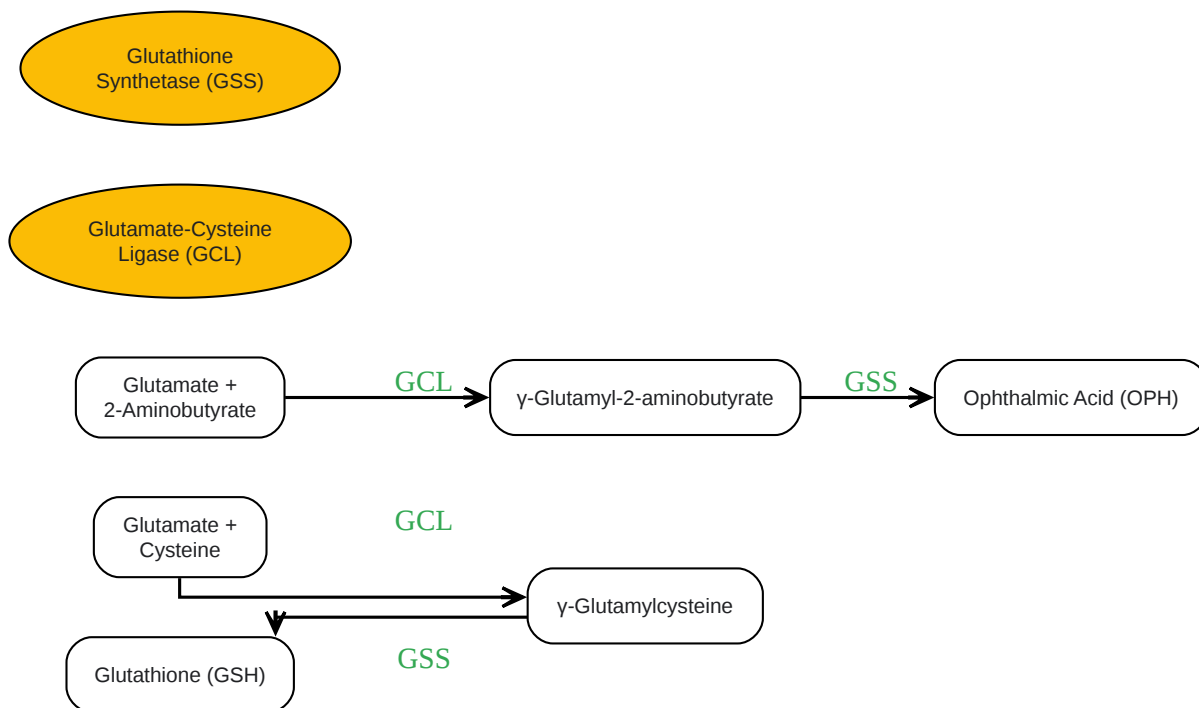 Glutathione
Synthetase (GSS)
Glutamate-Cysteine
Ligase (GCL)
Glutamate +
2-Aminobutyrate
GCL
γ-Glutamyl-2-aminobutyrate
GSS
Ophthalmic Acid (OPH)
Glutamate +
Cysteine
GCL
γ-Glutamylcysteine
GSS
Glutathione (GSH)